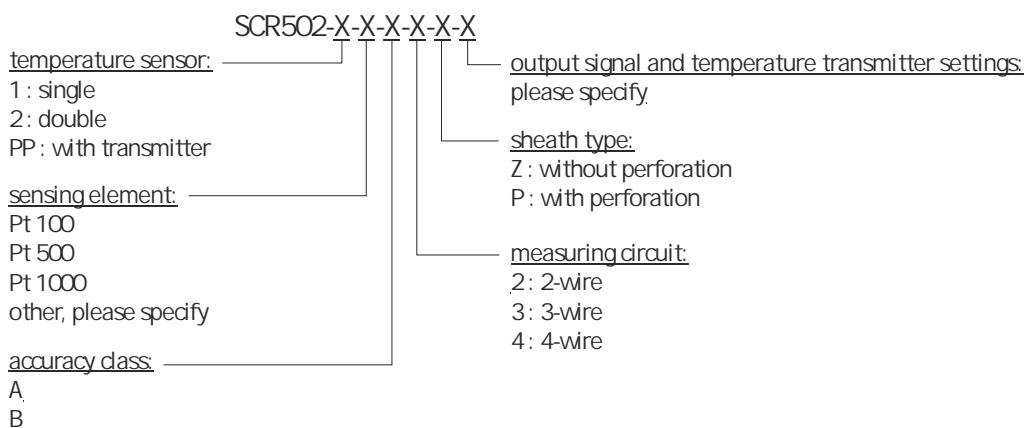 SCR502-X-X-X-X-X-X
temperature sensor:
1 : single
2 : double
PP : with transmitter
sensing element:
Pt 100
Pt 500
Pt 1000
other, please specify
accuracy class:
A
B
output signal and temperature transmitter settings:
please specify
sheath type:
Z : without perforation
P : with perforation
measuring circuit:
2 : 2-wire
3 : 3-wire
4 : 4-wire